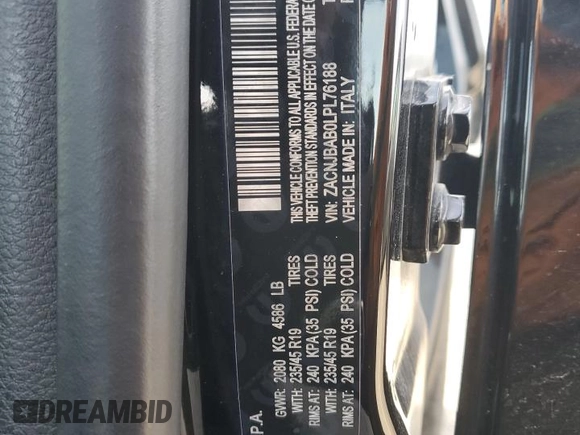 P.A.
GVWR: 2080 KG 4586 LB
WITH: 235/45 R19 TIRES
RIMS AT: 240 KPA (35 PSI) COLD
WITH: 235/45 R19 TIRES
RIMS AT: 240 KPA (35 PSI) COLD
THIS VEHICLE CONFORMS TO ALL APPLICABLE U.S. FEDERA
THEFT PREVENTION STANDARDS IN EFFECT ON THE DATE
VIN: ZACNJBAB0LPL76188
VEHICLE MADE IN: ITALY
DREAMBID